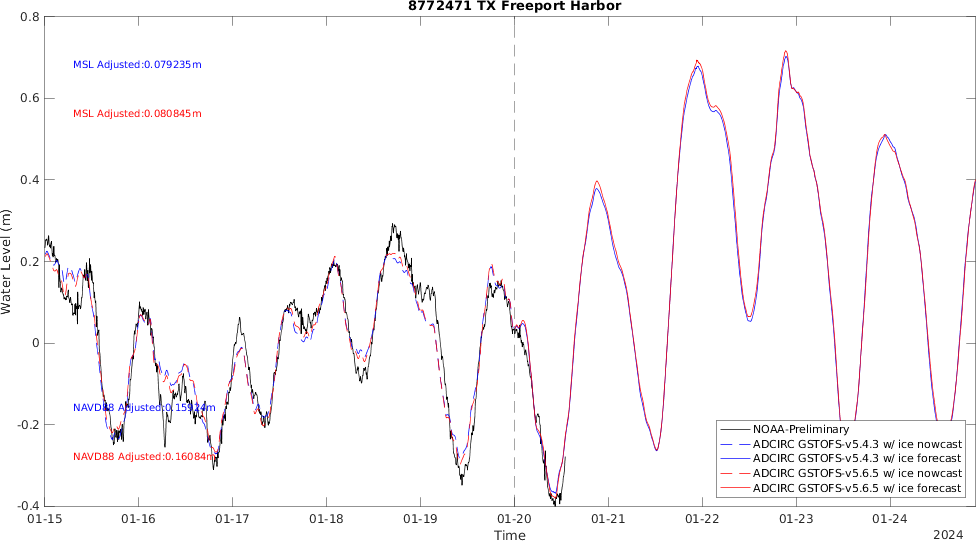 8772471 TX Freeport Harbor
Water Level (m)
0.8
0.6
0.4
0.2
0
-0.2
-0.4
MSL Adjusted:0.079235m
MSL Adjusted:0.080845m
NAVD88 Adjusted:0.15924m
NAVD88 Adjusted:0.16084m
NOAA-Preliminary
ADCIRC GSTOFS-v5.4.3 w/ ice nowcast
ADCIRC GSTOFS-v5.4.3 w/ ice forecast
ADCIRC GSTOFS-v5.6.5 w/ ice nowcast
ADCIRC GSTOFS-v5.6.5 w/ ice forecast
01-15 01-16 01-17 01-18 01-19 01-20 01-21 01-22 01-23 01-24
Time
2024